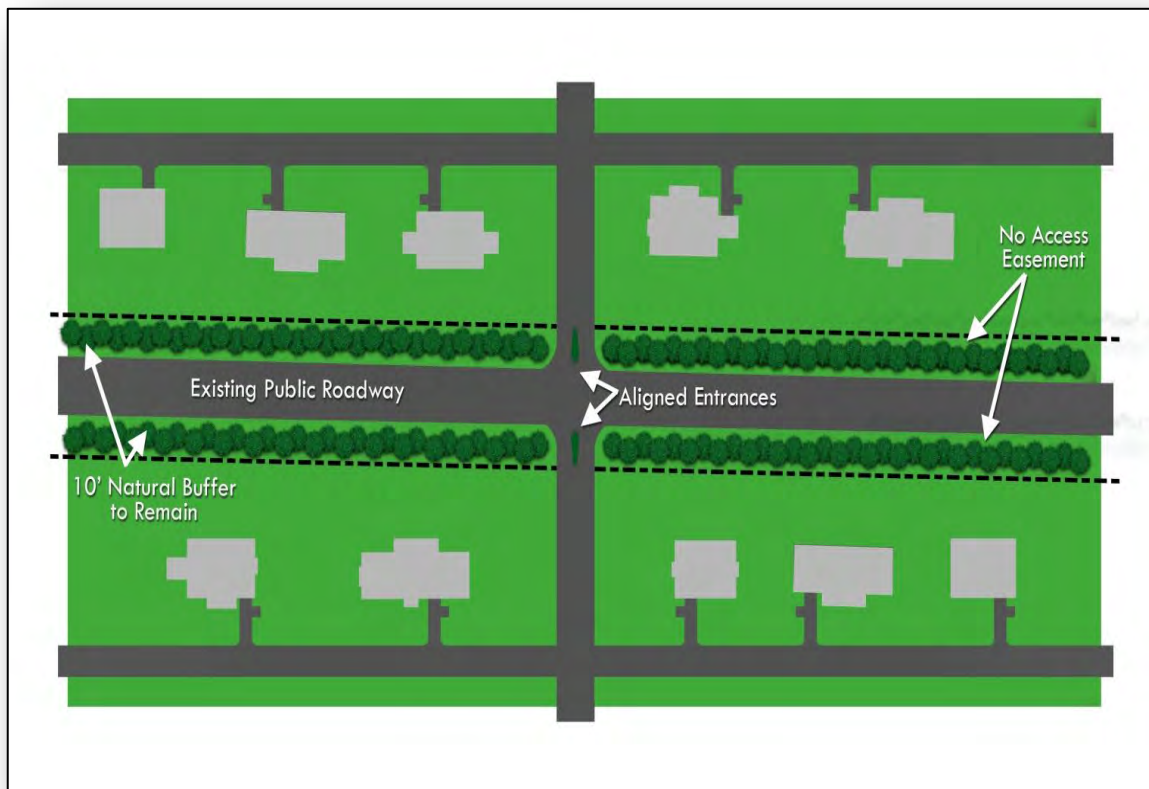 No Access
Easement
Existing Public Roadway
Aligned Entrances
10' Natural Buffer
to Remain